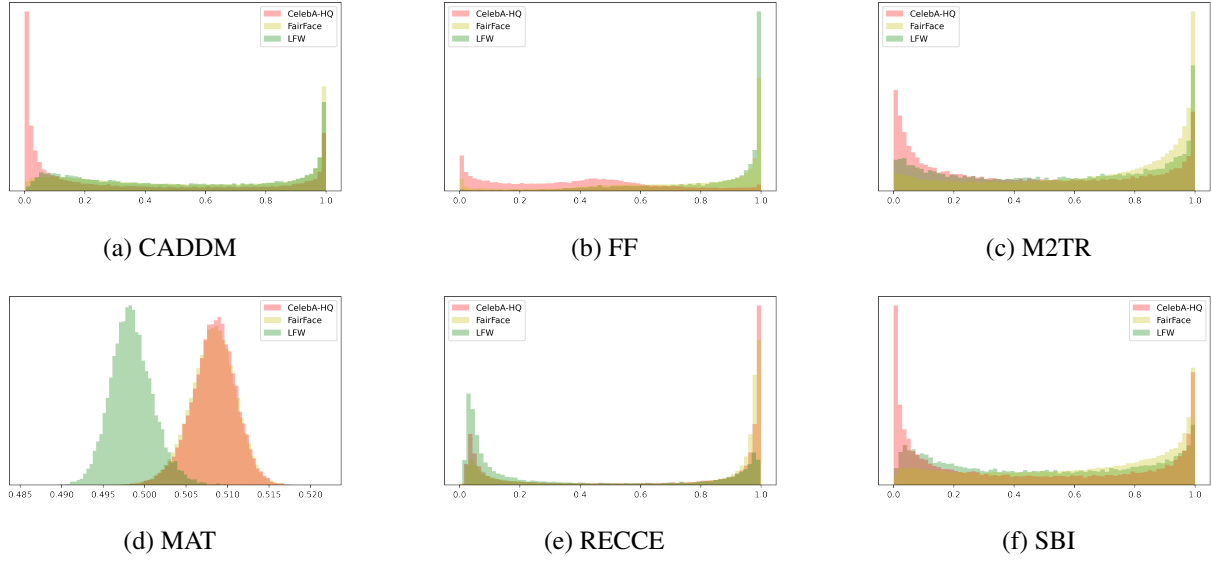 CelebA-HQ
FairFace
LFW
0.0 0.2 0.4 0.6 0.8 1.0
(a) CADDM
CelebA-HQ
FairFace
LFW
0.0 0.2 0.4 0.6 0.8 1.0
(b) FF
CelebA-HQ
FairFace
LFW
0.0 0.2 0.4 0.6 0.8 1.0
(c) M2TR
CelebA-HQ
FairFace
LFW
0.485 0.490 0.495 0.500 0.505 0.510 0.515 0.520
(d) MAT
CelebA-HQ
FairFace
LFW
0.0 0.2 0.4 0.6 0.8 1.0
(e) RECCE
CelebA-HQ
FairFace
LFW
0.0 0.2 0.4 0.6 0.8 1.0
(f) SBI